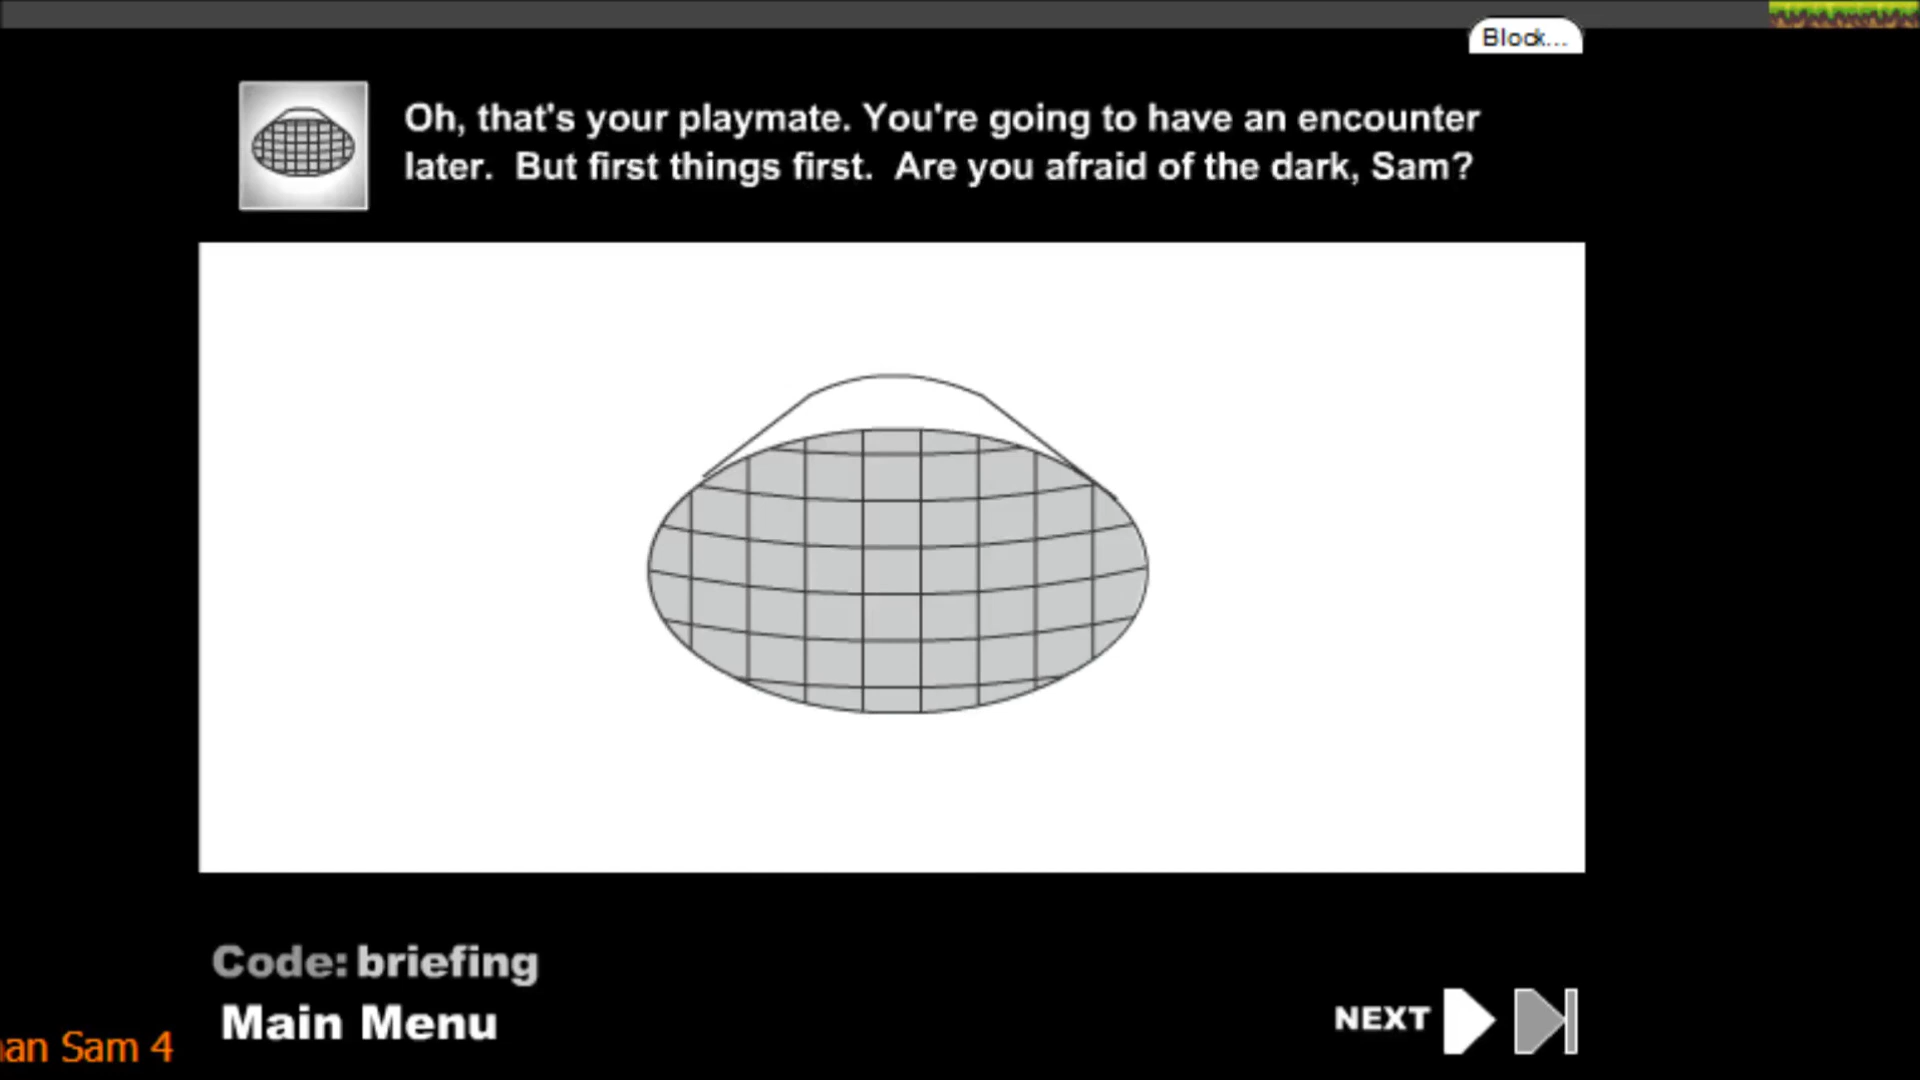 Block...
Oh, that's your playmate. You're going to have an encounter
later. But first things first. Are you afraid of the dark, Sam?
Code: briefing
Main Menu
NEXT
Sam 4